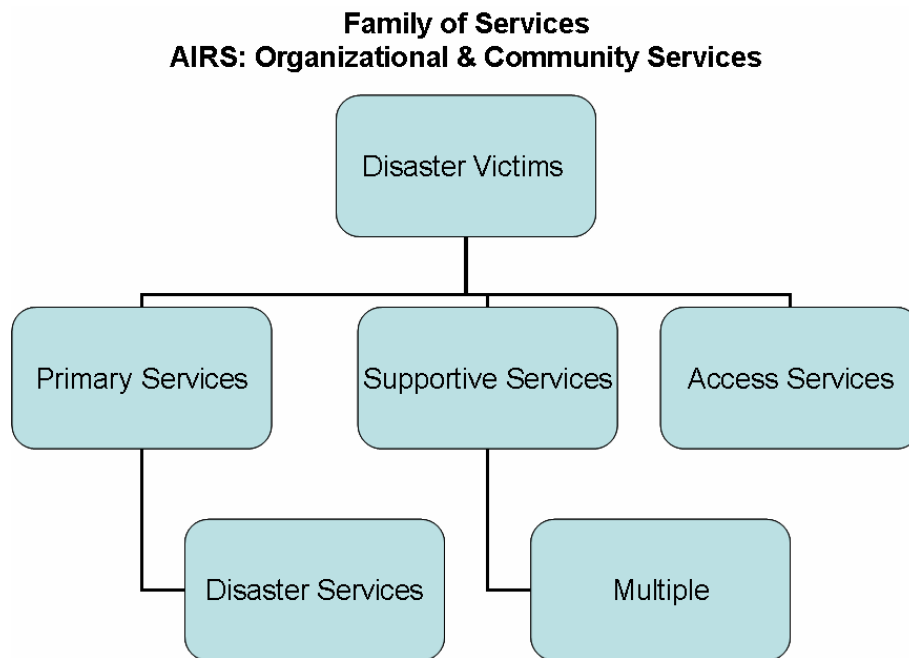 Family of Services
AIRS: Organizational & Community Services
Disaster Victims
Primary Services
Supportive Services
Access Services
Disaster Services
Multiple